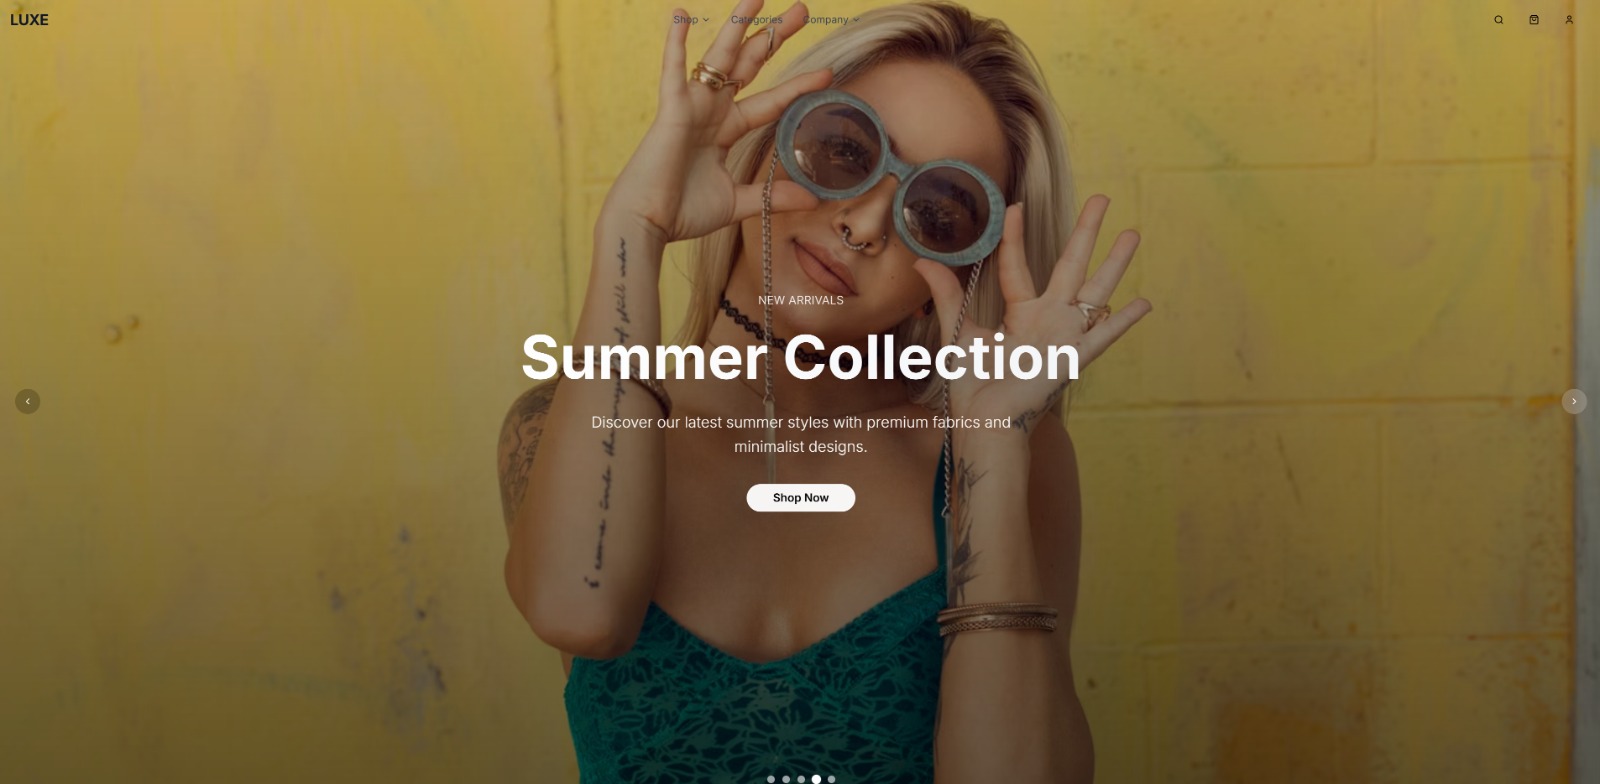 LUXE
Shop
Categories
Company
NEW ARRIVALS
Summer Collection
Discover our latest summer styles with premium fabrics and
minimalist designs.
Shop Now